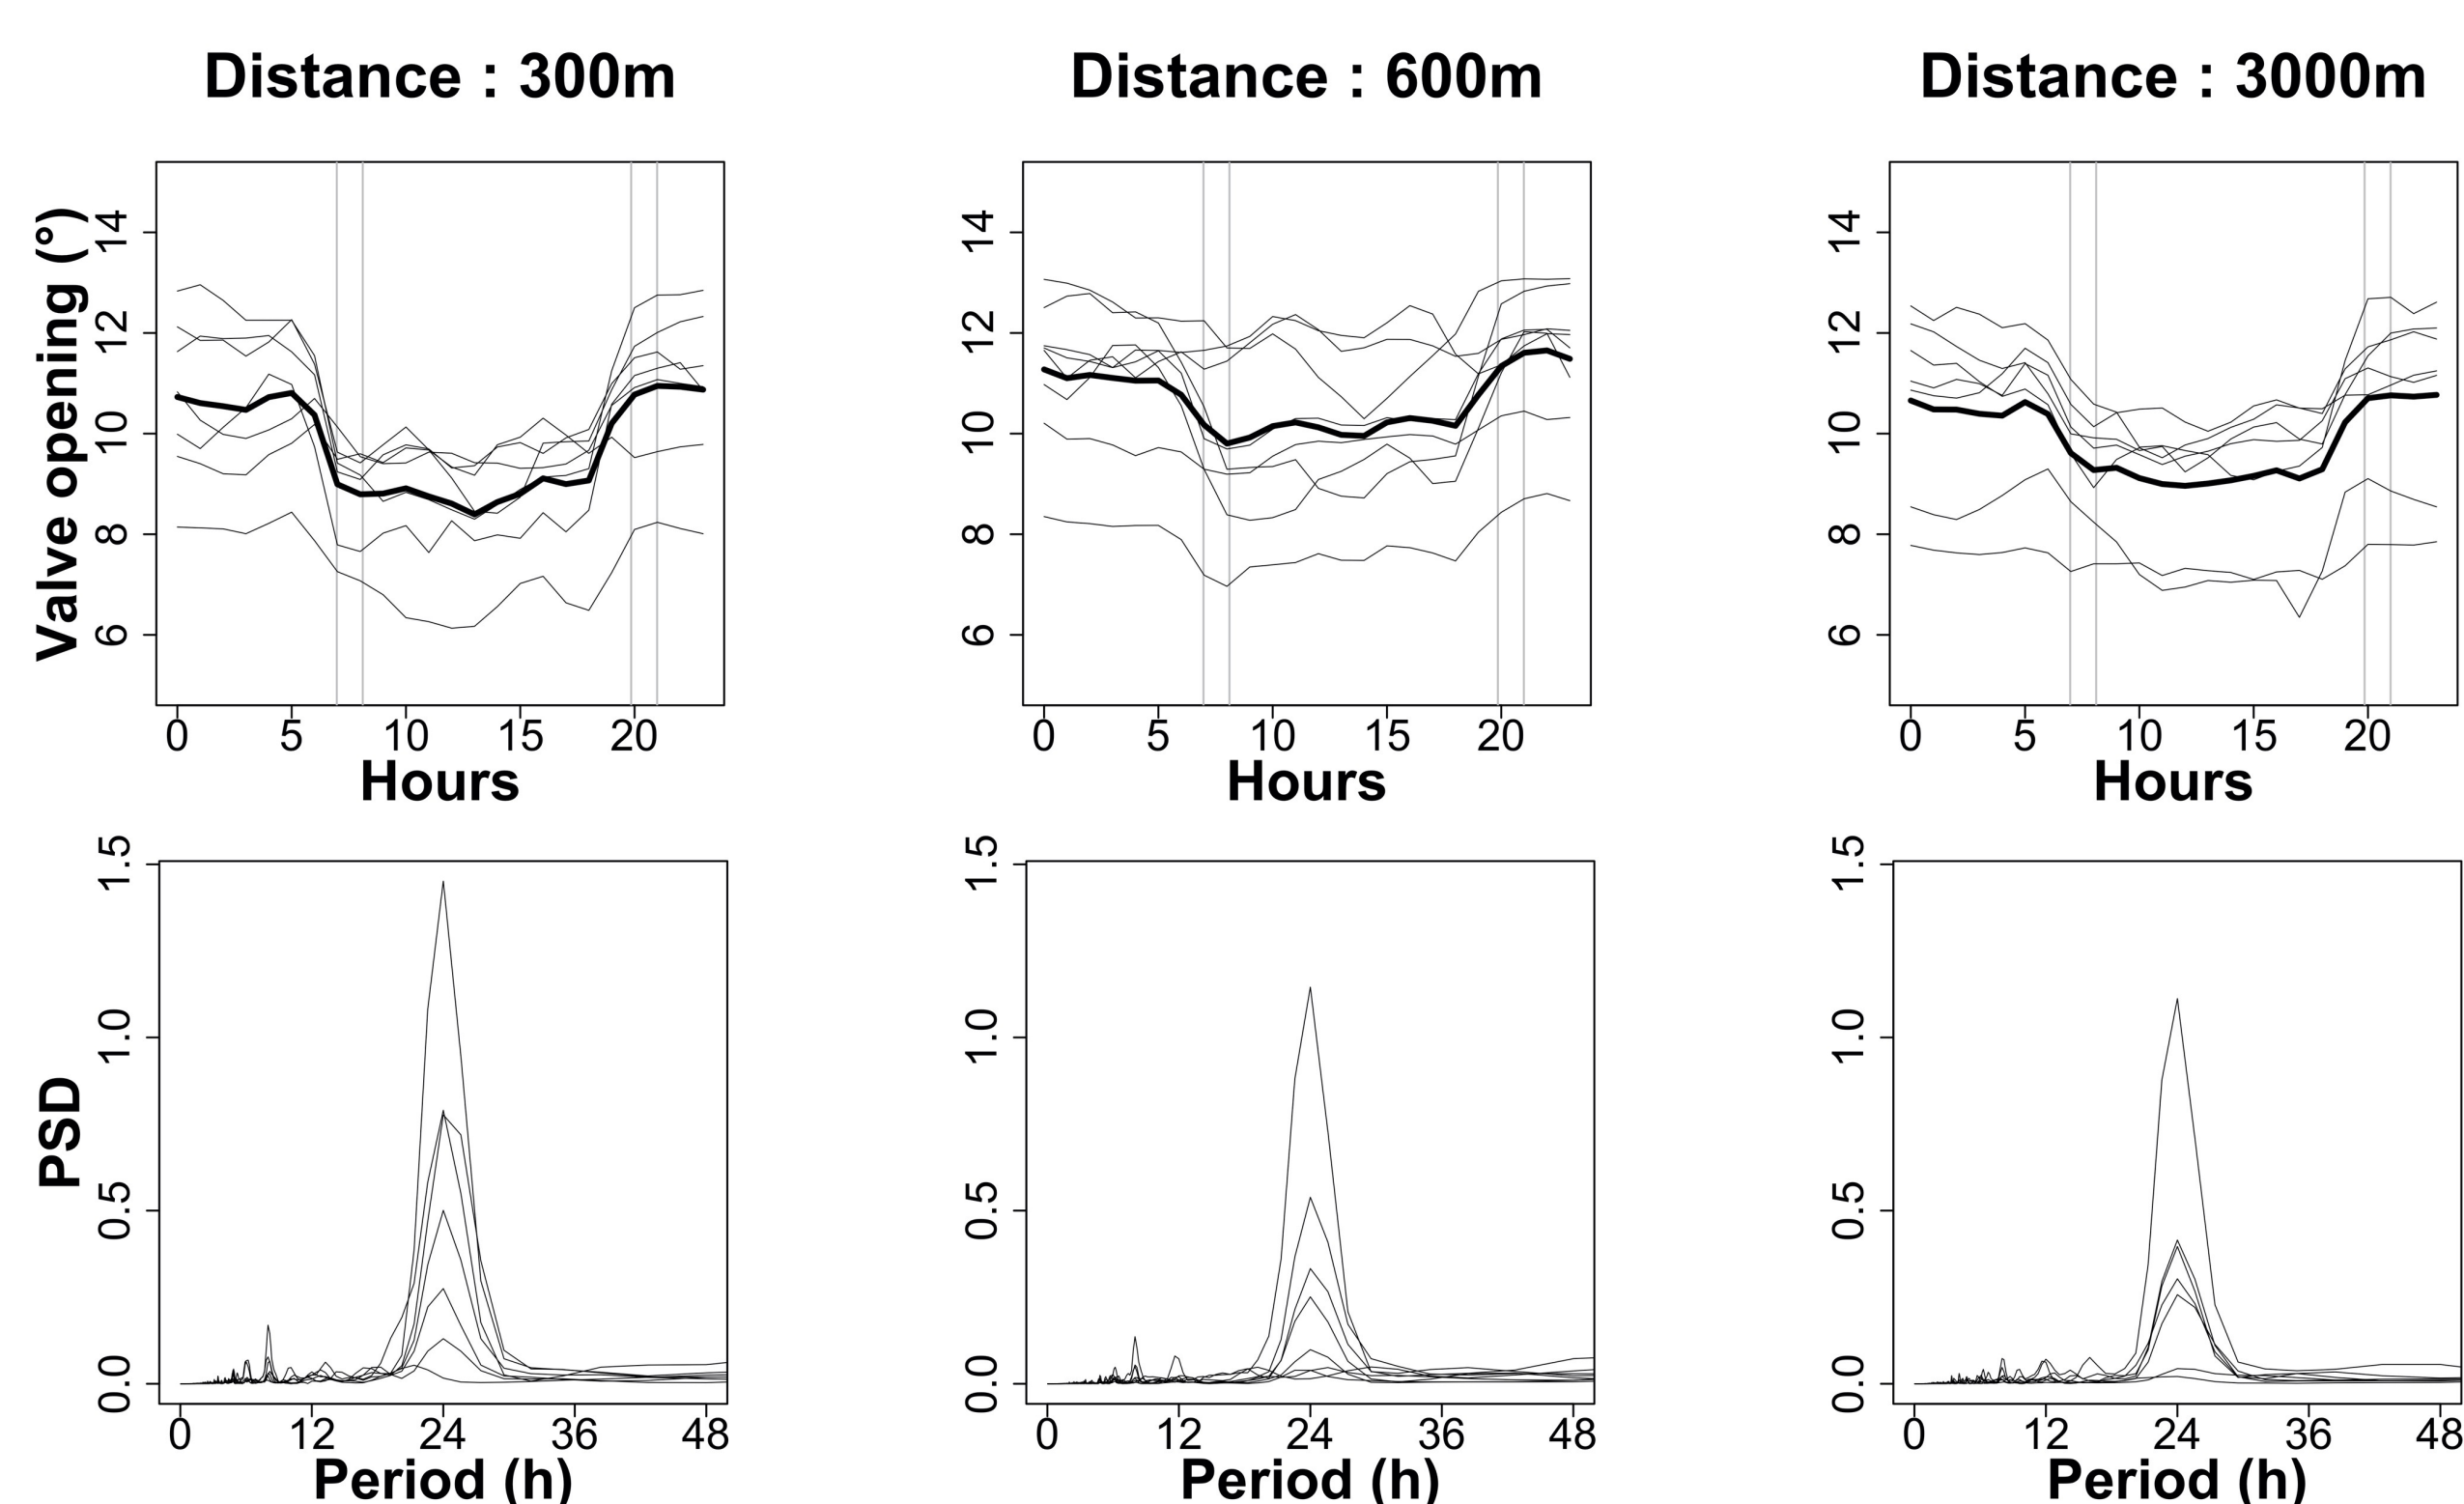 Distance : 300m
Distance : 600m
Distance : 3000m
Valve opening (°)
6 8 10 12 14
6 8 10 12 14
6 8 10 12 14
0 5 10 15 20
0 5 10 15 20
0 5 10 15 20
Hours
Hours
Hours
PSD
0.0 0.5 1.0 1.5
0.0 0.5 1.0 1.5
0.0 0.5 1.0 1.5
0 12 24 36 48
0 12 24 36 48
0 12 24 36 48
Period (h)
Period (h)
Period (h)